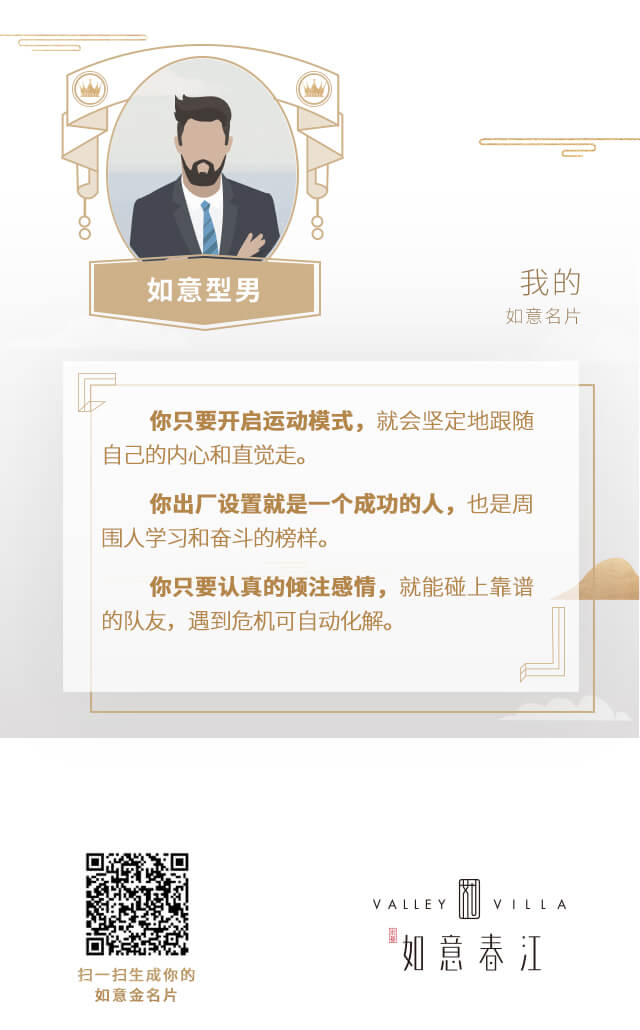 如意型男
我的
如意名片
你只要开启运动模式，就会坚定地跟随
自己的内心和直觉走。
你出厂设置就是一个成功的人，也是周
围人学习和奋斗的榜样。
你只要认真的倾注感情，就能碰上靠谱
的队友，遇到危机可自动化解。
扫一扫生成你的
如意金名片
VALLEY VILLA
如意春江